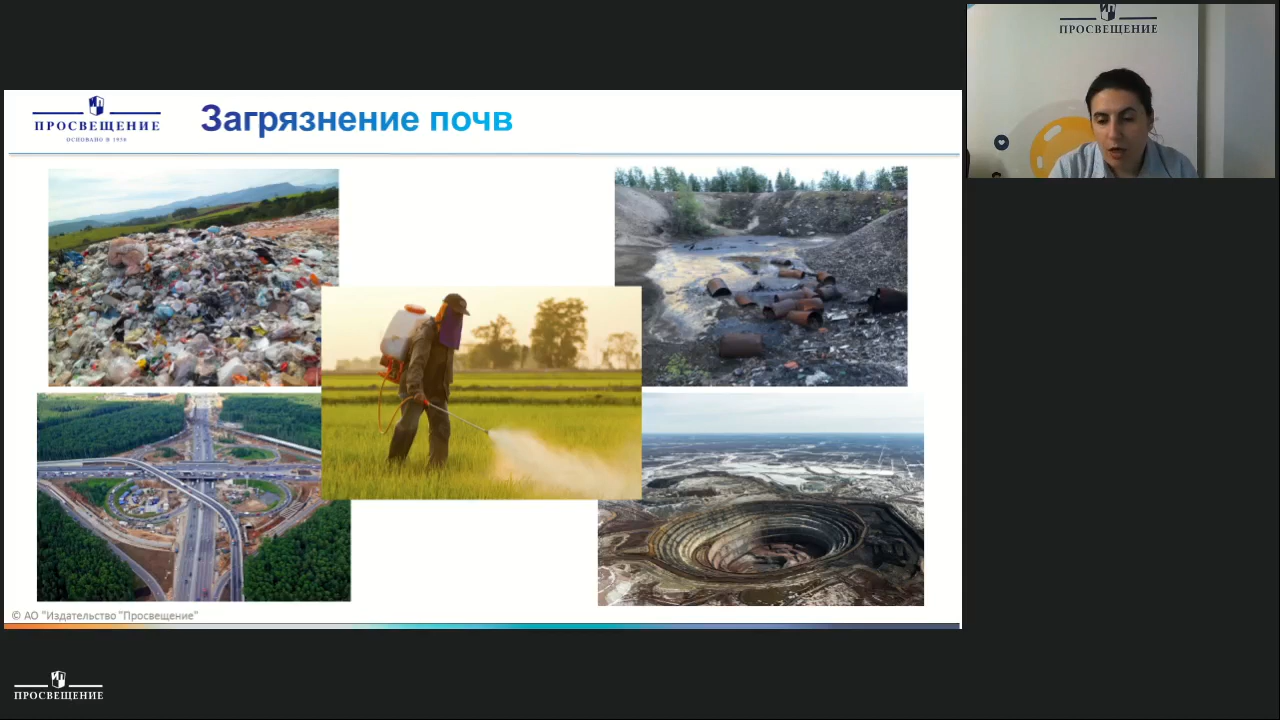 ПРОСВЕЩЕНИЕ
ПРОСВЕЩЕНИЕ
ОСНОВАНО В 1930
Загрязнение почв
© АО "Издательство "Просвещение"
ПРОСВЕЩЕНИЕ